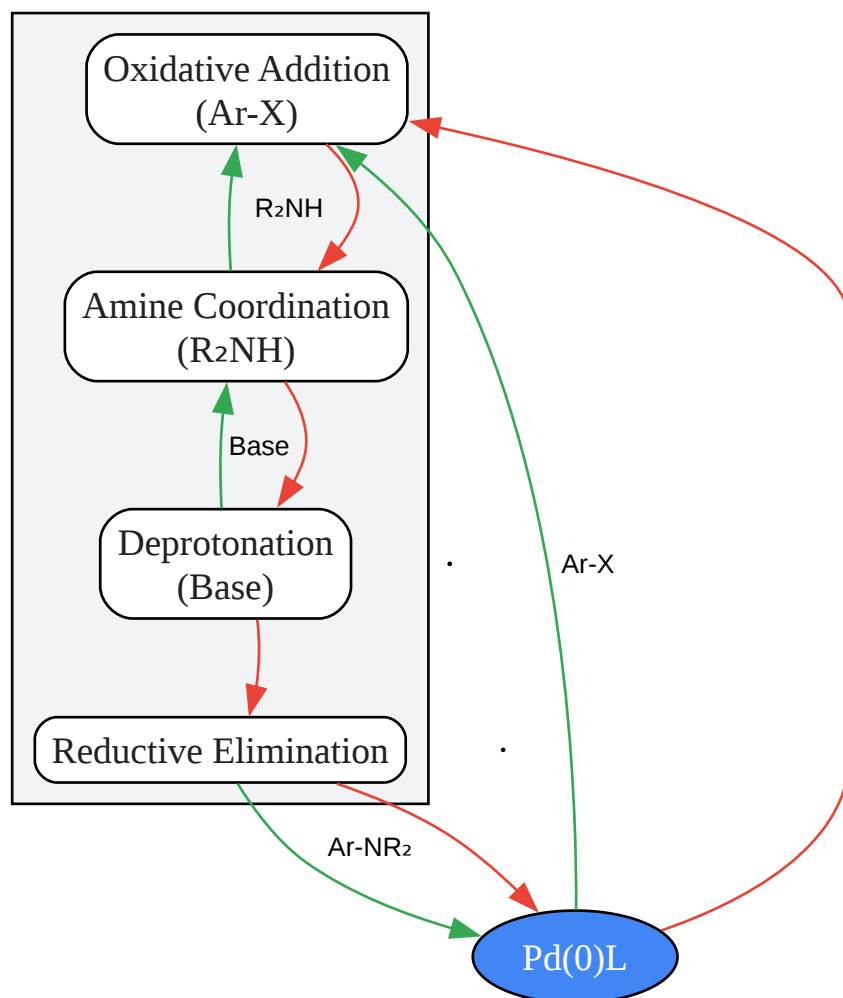 Oxidative Addition
(Ar-X)
R₂NH
Amine Coordination
(R₂NH)
Base
Deprotonation
(Base)
Ar-X
Reductive Elimination
Ar-NR₂
Pd(0)L